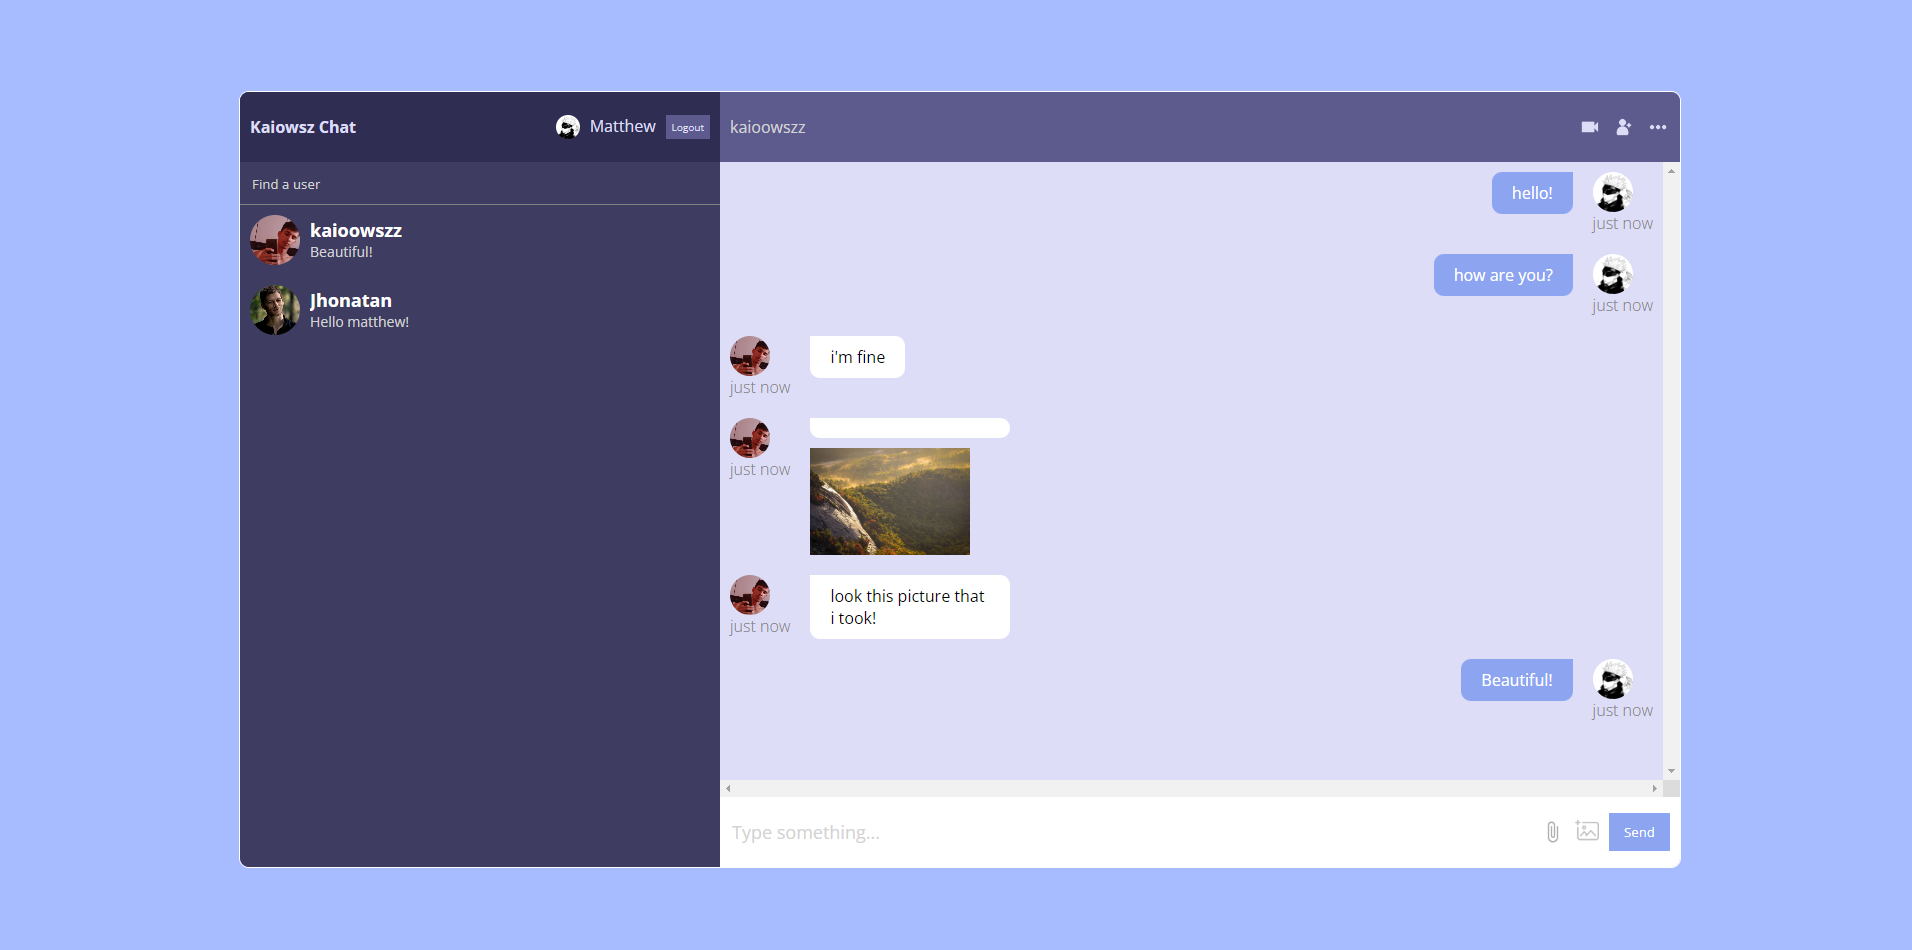 Kaiowsz Chat
Matthew
Logout
Find a user
kaioowszz
Beautiful!
Jhonatan
Hello matthew!
kaioowszz
hello!
just now
how are you?
just now
i'm fine
just now
just now
look this picture that
i took!
just now
Beautiful!
just now
Type something...
Send